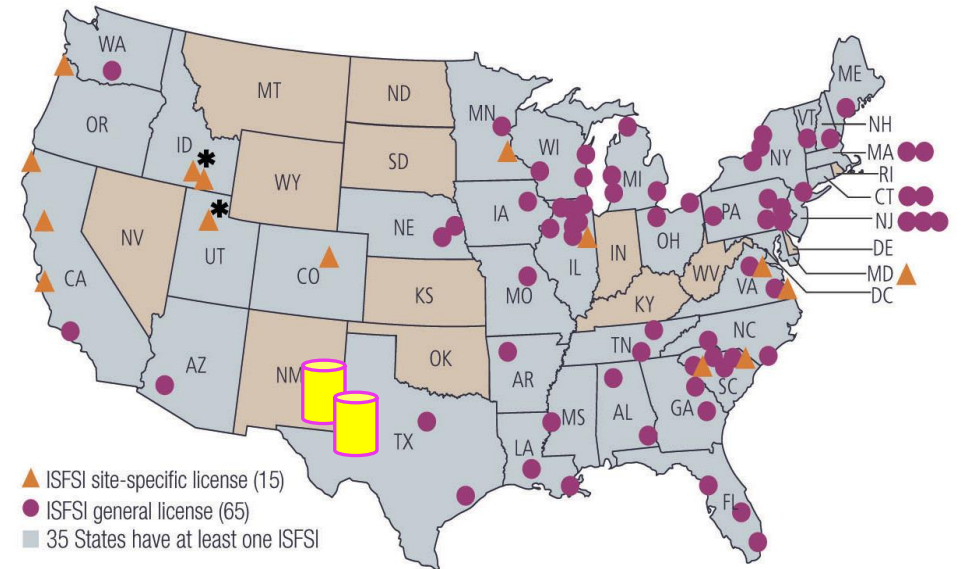 WA
MT
ND
MN
ME
OR
ID
*
SD
WI
VT
NH
WY
MI
NY
MA
RI
CT
NJ
IA
PA
NE
NV
UT
CO
IL
IN
OH
DE
MD
DC
CA
KS
MO
WV
VA
KY
AZ
NM
OK
TN
NC
AR
SC
TX
MS
AL
GA
LA
FL
ISFSI site-specific license (15)
ISFSI general license (65)
35 States have at least one ISFSI
*